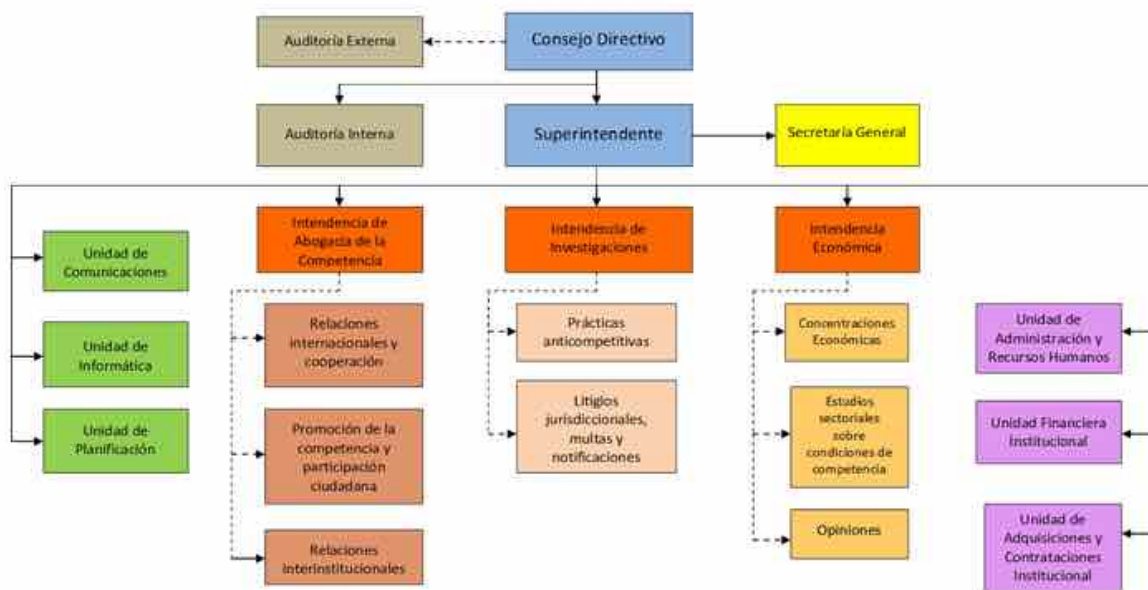 Auditoría Externa
Consejo Directivo
Auditoría Interna
Superintendente
Secretaría General
Unidad de
Comunicaciones
Unidad de
Informática
Unidad de
Planificación
Intendencia de
Abogacía de la
Competencia
Relaciones
internacionales y
cooperación
Promoción de la
competencia y
participación
ciudadana
Relaciones
interinstitucionales
Intendencia de
Investigaciones
Prácticas
anticompetitivas
Litigios
jurisdiccionales,
multas y
notificaciones
Intendencia
Económica
Concentraciones
Económicas
Estudios
sectoriales
sobre
condiciones de
competencia
Opiniones
Unidad de
Administración y
Recursos Humanos
Unidad Financiera
Institucional
Unidad de
Adquisiciones y
Contrataciones
Institucional